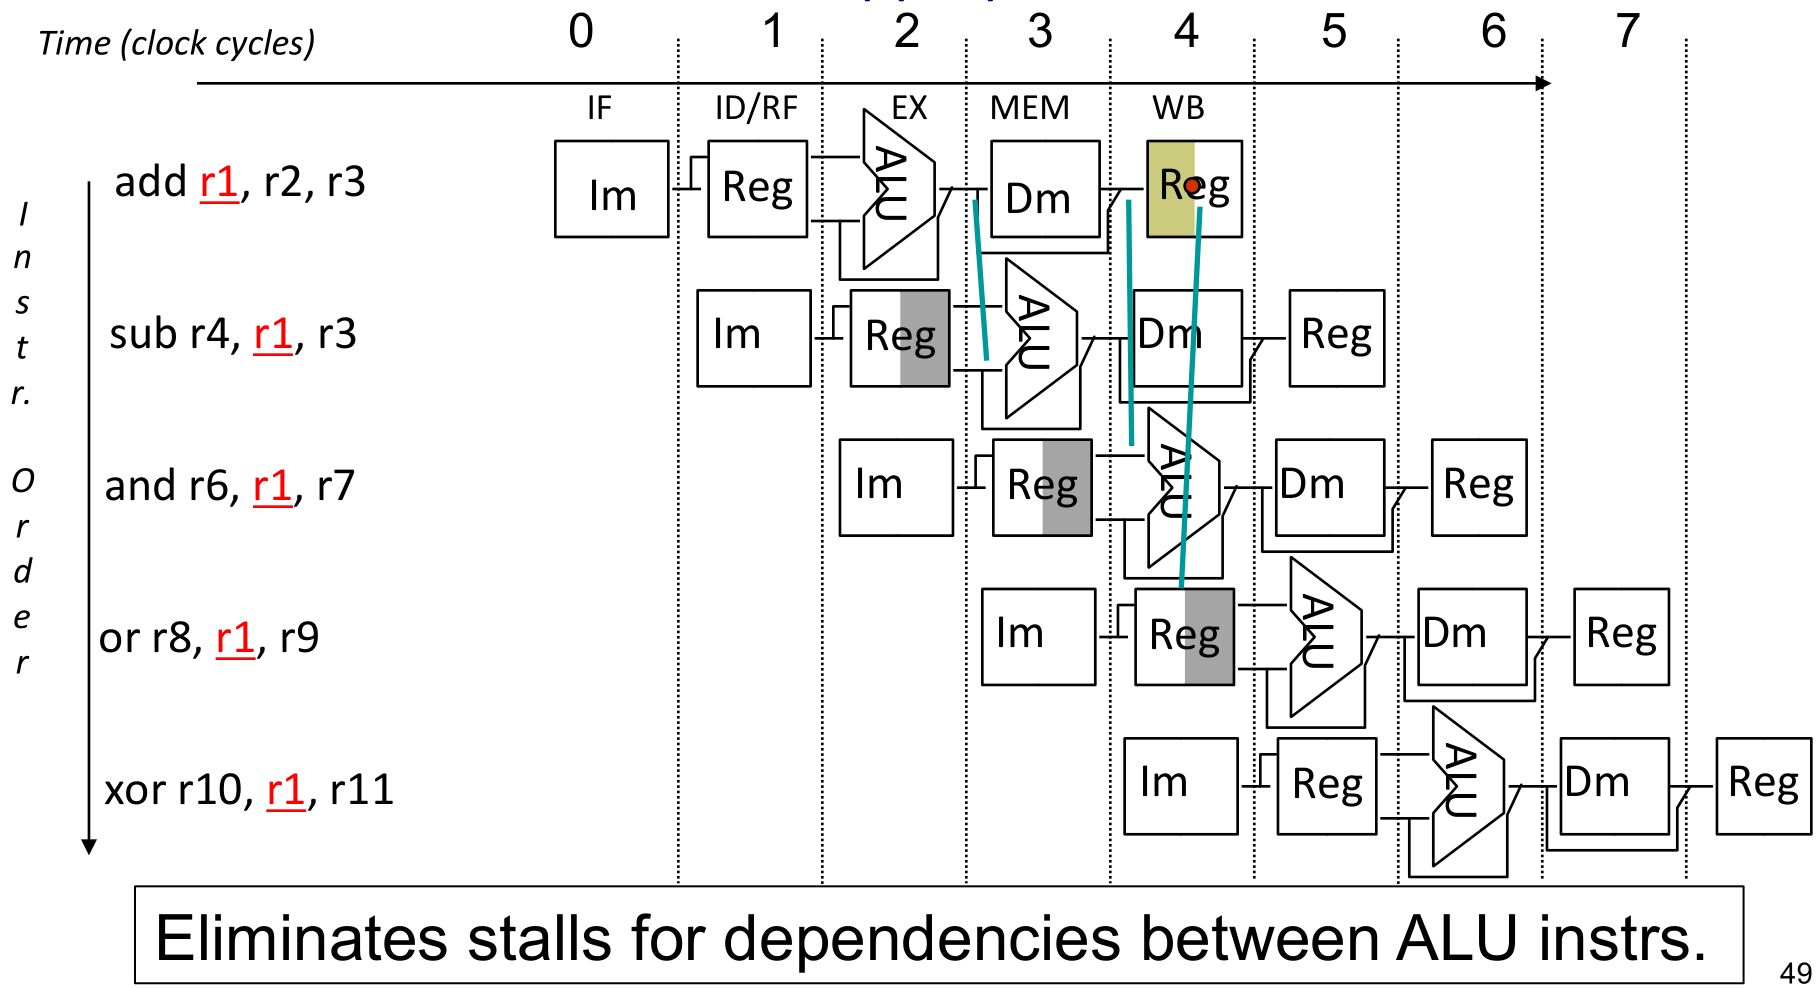 Time (clock cycles)
0 1 2 3 4 5 6 7
IF ID/RF EX MEM WB
Instr. Order
add r1, r2, r3
Im Reg ALU Dm Reg
sub r4, r1, r3
Im Reg ALU Dm Reg
and r6, r1, r7
Im Reg ALU Dm Reg
or r8, r1, r9
Im Reg ALU Dm Reg
xor r10, r1, r11
Im Reg ALU Dm Reg
Eliminates stalls for dependencies between ALU instrs.
49